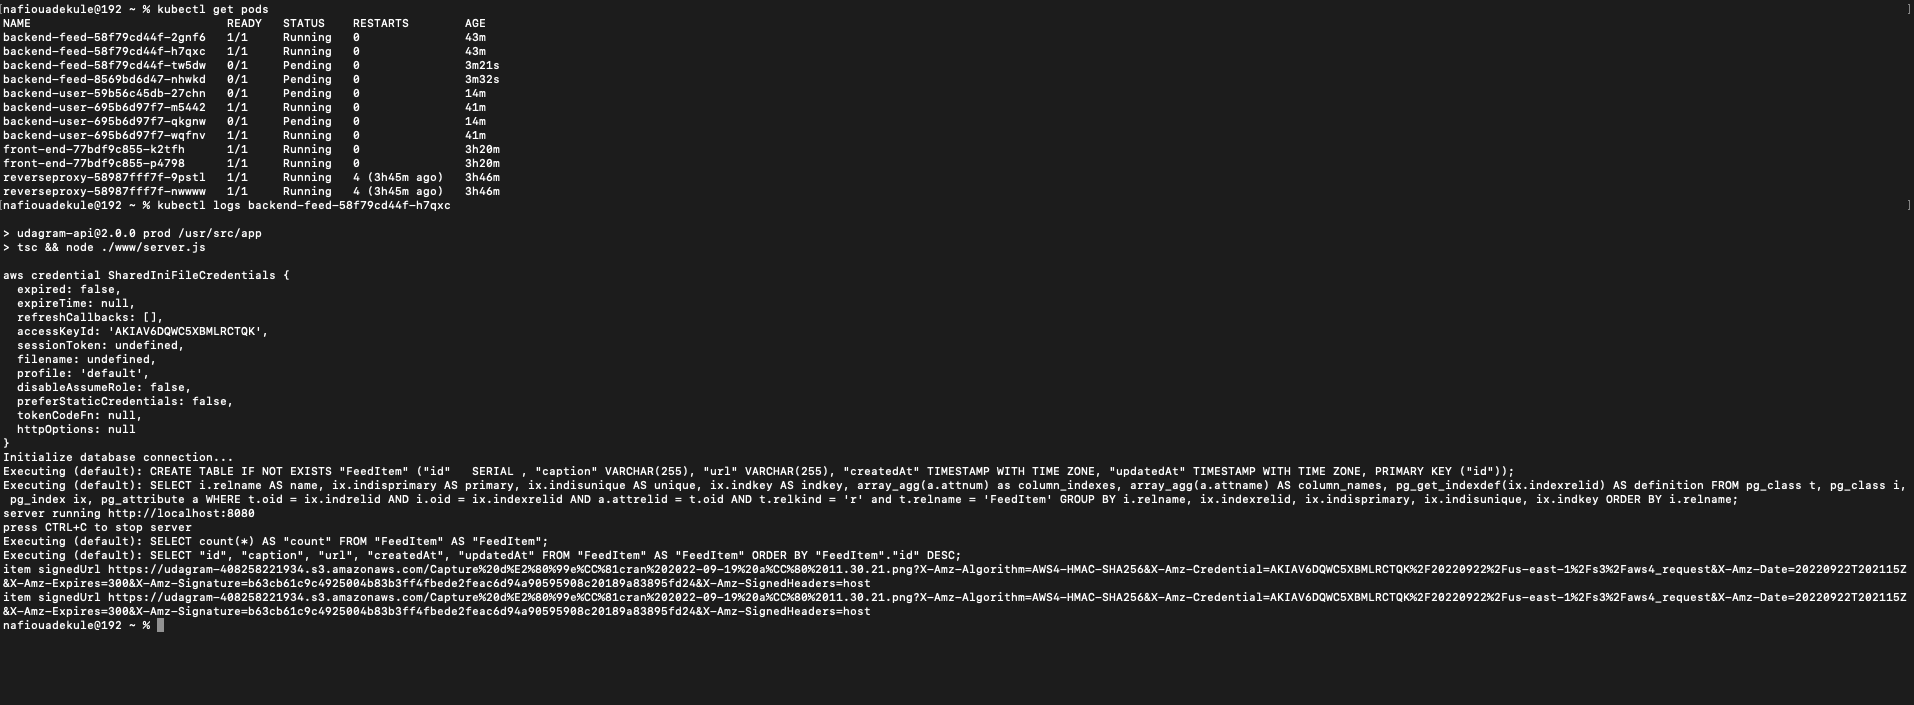 [nafiouadekule@192 ~ % kubectl get pods ]
NAME READY STATUS RESTARTS AGE
backend-feed-58f79cd44f-2gnf6 1/1 Running 0 43m
backend-feed-58f79cd44f-h7qxc 1/1 Running 0 43m
backend-feed-58f79cd44f-tw5dw 0/1 Pending 0 3m21s
backend-feed-8569bd6d47-nhwkd 0/1 Pending 0 3m32s
backend-user-59b56c45db-27chn 0/1 Pending 0 14m
backend-user-695b6d97f7-m5442 1/1 Running 0 41m
backend-user-695b6d97f7-qkgnw 0/1 Pending 0 14m
backend-user-695b6d97f7-wqfnv 1/1 Running 0 41m
front-end-77bdf9c855-k2tfh 1/1 Running 0 3h20m
front-end-77bdf9c855-p4798 1/1 Running 0 3h20m
reverseproxy-58987fff7f-9pstl 1/1 Running 4 (3h45m ago) 3h46m
reverseproxy-58987fff7f-nwwww 1/1 Running 4 (3h45m ago) 3h46m
[nafiouadekule@192 ~ % kubectl logs backend-feed-58f79cd44f-h7qxc ]
> udagram-api@2.0.0 prod /usr/src/app
> tsc && node ./www/server.js
aws credential SharedIniFileCredentials {
expired: false,
expireTime: null,
refreshCallbacks: [],
accessKeyId: 'AKIAV6DQWC5XBMLRCTQK',
sessionToken: undefined,
filename: undefined,
profile: 'default',
disableAssumeRole: false,
preferStaticCredentials: false,
tokenCodeFn: null,
httpOptions: null
}
Initialize database connection...
Executing (default): CREATE TABLE IF NOT EXISTS "FeedItem" ("id"   SERIAL , "caption" VARCHAR(255), "url" VARCHAR(255), "createdAt" TIMESTAMP WITH TIME ZONE, "updatedAt" TIMESTAMP WITH TIME ZONE, PRIMARY KEY ("id"));
Executing (default): SELECT i.relname AS name, ix.indisprimary AS primary, ix.indisunique AS unique, ix.indkey AS indkey, array_agg(a.attnum) as column_indexes, array_agg(a.attname) AS column_names, pg_get_indexdef(ix.indexrelid) AS definition FROM pg_class t, pg_class i,
pg_index ix, pg_attribute a WHERE t.oid = ix.indrelid AND i.oid = ix.indexrelid AND a.attrelid = t.oid AND t.relkind = 'r' and t.relname = 'FeedItem' GROUP BY i.relname, ix.indexrelid, ix.indisprimary, ix.indisunique, ix.indkey ORDER BY i.relname;
server running http://localhost:8080
press CTRL+C to stop server
Executing (default): SELECT count(*) AS "count" FROM "FeedItem" AS "FeedItem";
Executing (default): SELECT "id", "caption", "url", "createdAt", "updatedAt" FROM "FeedItem" AS "FeedItem" ORDER BY "FeedItem"."id" DESC;
item signedUrl https://udagram-408258221934.s3.amazonaws.com/Capture%20d%E2%80%99e%CC%81cran%202022-09-19%20a%CC%80%2011.30.21.png?X-Amz-Algorithm=AWS4-HMAC-SHA256&X-Amz-Credential=AKIAV6DQWC5XBMLRCTQK%2F20220922%2Fus-east-1%2Fs3%2Faws4_request&X-Amz-Date=20220922T202115Z
&X-Amz-Expires=300&X-Amz-Signature=b63cb61c9c4925004b83b3ff4fbede2feac6d94a90595908c20189a83895fd24&X-Amz-SignedHeaders=host
item signedUrl https://udagram-408258221934.s3.amazonaws.com/Capture%20d%E2%80%99e%CC%81cran%202022-09-19%20a%CC%80%2011.30.21.png?X-Amz-Algorithm=AWS4-HMAC-SHA256&X-Amz-Credential=AKIAV6DQWC5XBMLRCTQK%2F20220922%2Fus-east-1%2Fs3%2Faws4_request&X-Amz-Date=20220922T202115Z
&X-Amz-Expires=300&X-Amz-Signature=b63cb61c9c4925004b83b3ff4fbede2feac6d94a90595908c20189a83895fd24&X-Amz-SignedHeaders=host
nafiouadekule@192 ~ %